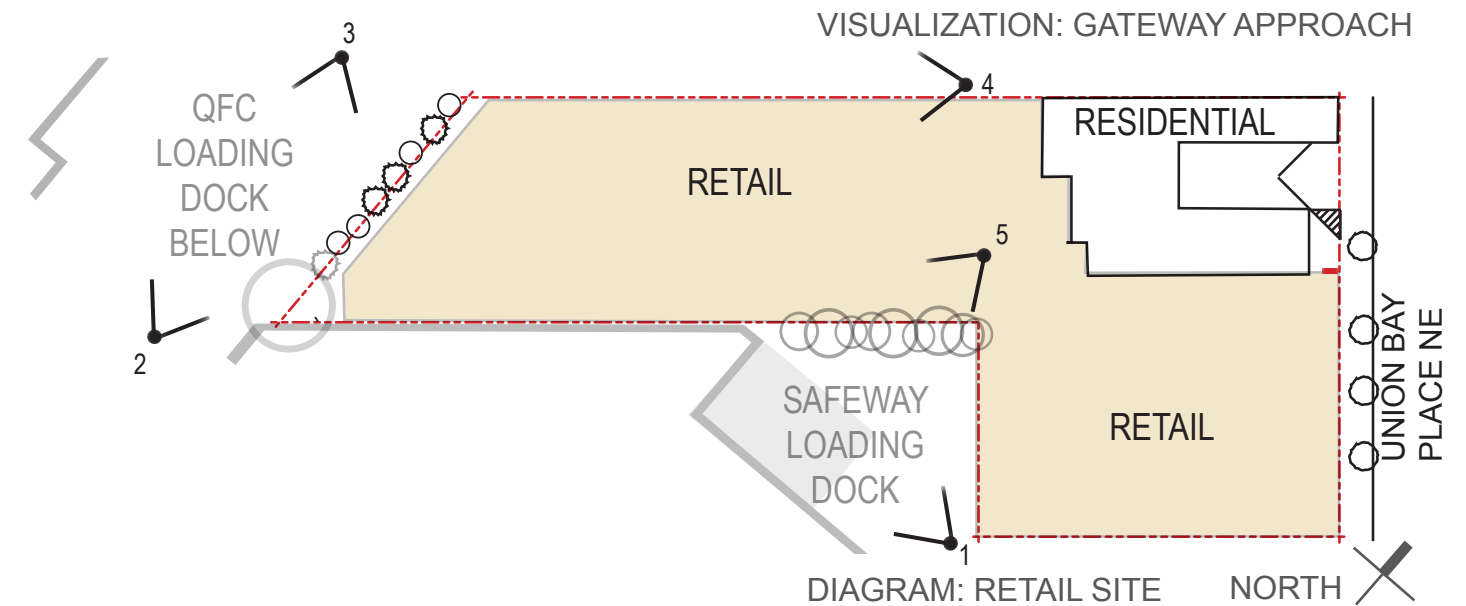 VISUALIZATION: GATEWAY APPROACH
3
4
QFC
LOADING
DOCK
BELOW
RESIDENTIAL
RETAIL
5
2
UNION BAY
PLACE NE
SAFEWAY
LOADING
DOCK
RETAIL
1
DIAGRAM: RETAIL SITE
NORTH